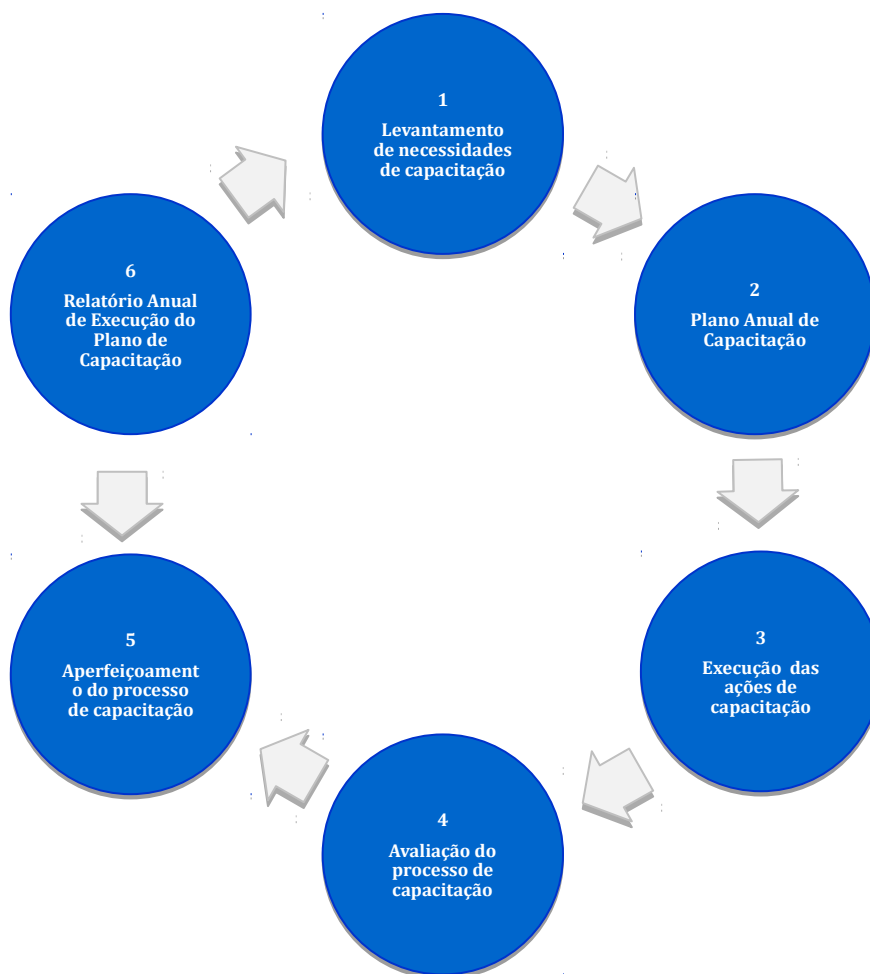 1
Levantamento
de necessidades
de capacitação
2
Plano Anual de
Capacitação
3
Execução das
ações de
capacitação
4
Avaliação do
processo de
capacitação
5
Aperfeiçoament
o do processo
de capacitação
6
Relatório Anual
de Execução do
Plano de
Capacitação